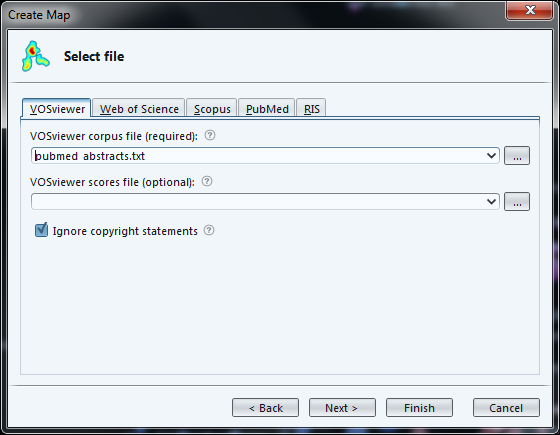 Create Map
Select file
VOSviewer Web of Science Scopus PubMed RIS
VOSviewer corpus file (required): ?
pubmed_abstracts.txt ...
VOSviewer scores file (optional): ?
...
Ignore copyright statements ?
< Back Next > Finish Cancel